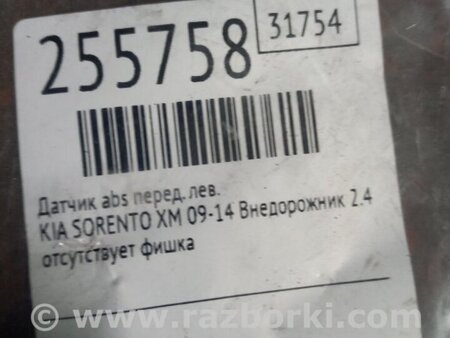 255758
31754
Датчик abs перед. лев.
KIA SORENTO XM 09-14 Внедорожник 2.4
отсутствует фишка
© www.razborki.com